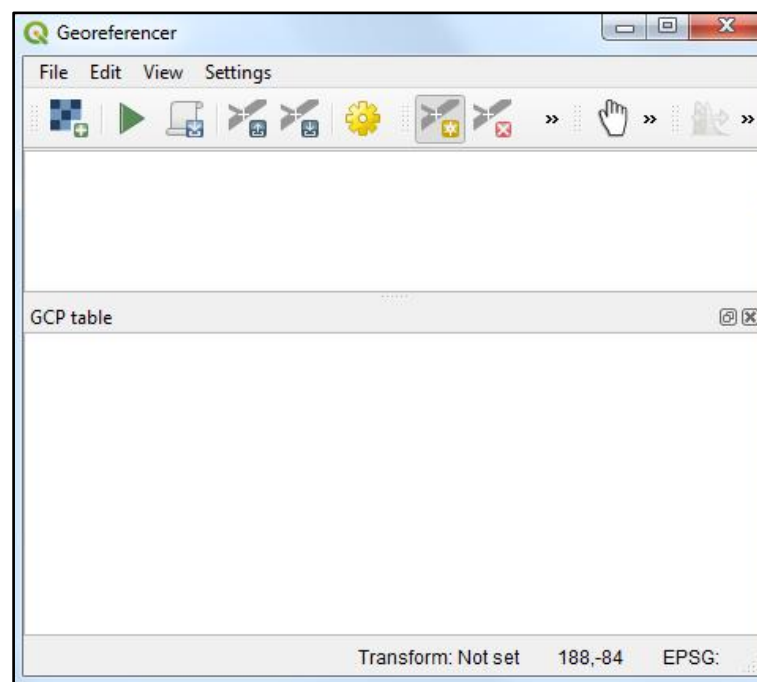 Georeferencer
File Edit View Settings
GCP table
Transform: Not set 188,-84 EPSG: